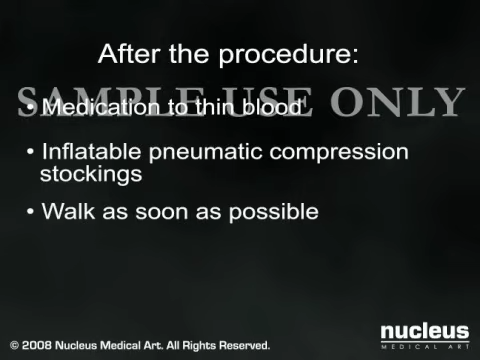 After the procedure:
SAMPLE USE ONLY
• Medication to thin blood
• Inflatable pneumatic compression
stockings
• Walk as soon as possible
nucleus
MEDICAL ART
© 2008 Nucleus Medical Art. All Rights Reserved.